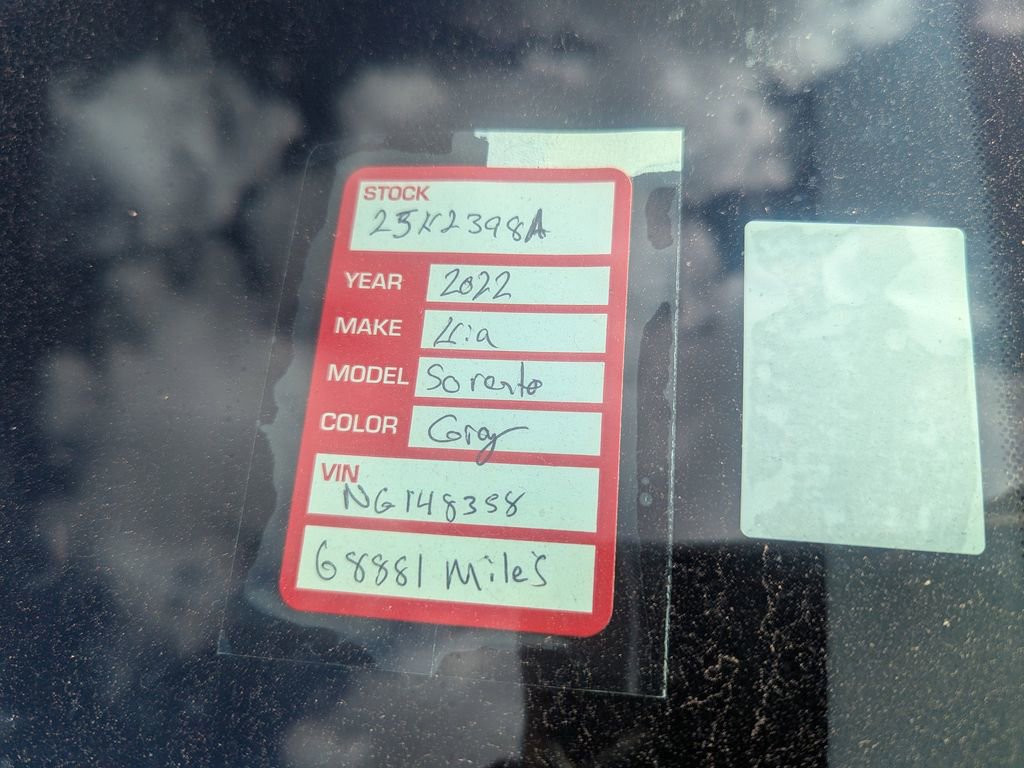 STOCK
25K2398A
YEAR 2022
MAKE Kia
MODEL Sorento
COLOR Gray
VIN
NG148358
68881 Miles